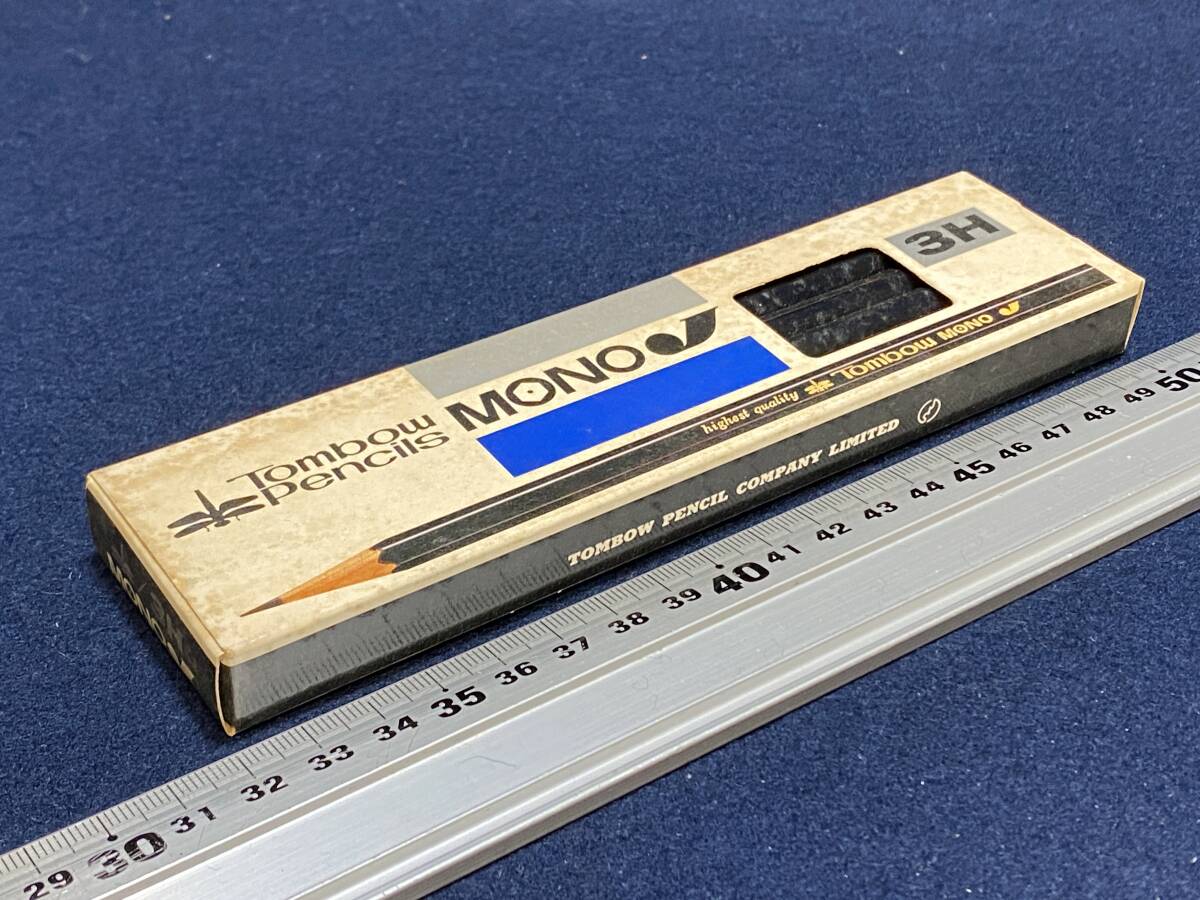 Tombow
Pencils
MONO J
3H
highest quality Tombow MONO J
TOMBOW PENCIL COMPANY LIMITED
MONO J
29 30 31 32 33 34 35 36 37 38 39 40 41 42 43 44 45 46 47 48 49 50